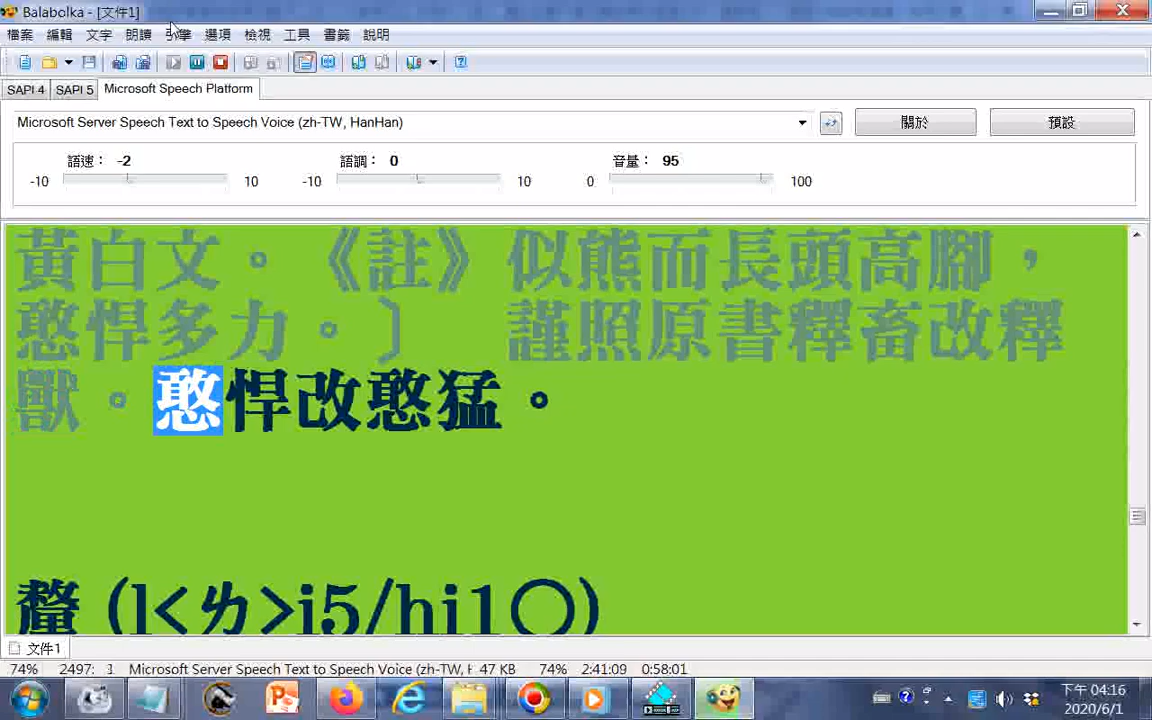 Balabolka - [文件1]
檔案 編輯 文字 朗讀 引擎 選項 檢視 工具 書籤 說明
SAPI 4 SAPI 5 Microsoft Speech Platform
Microsoft Server Speech Text to Speech Voice (zh-TW, HanHan) 關於 預設
語速： -2 語調： 0 音量： 95
-10 10 -10 10 0 100
黃白文。《註》似熊而長頭高腳，
憨悍多力。〕 謹照原書釋畜改釋
獸。憨悍改憨猛。
犛 (l<ㄌ>i5/hi1○)
文件1
74% 2497: 1 Microsoft Server Speech Text to Speech Voice (zh-TW, H 47 KB 74% 2:41:09 0:58:01
下午 04:16
2020/6/1